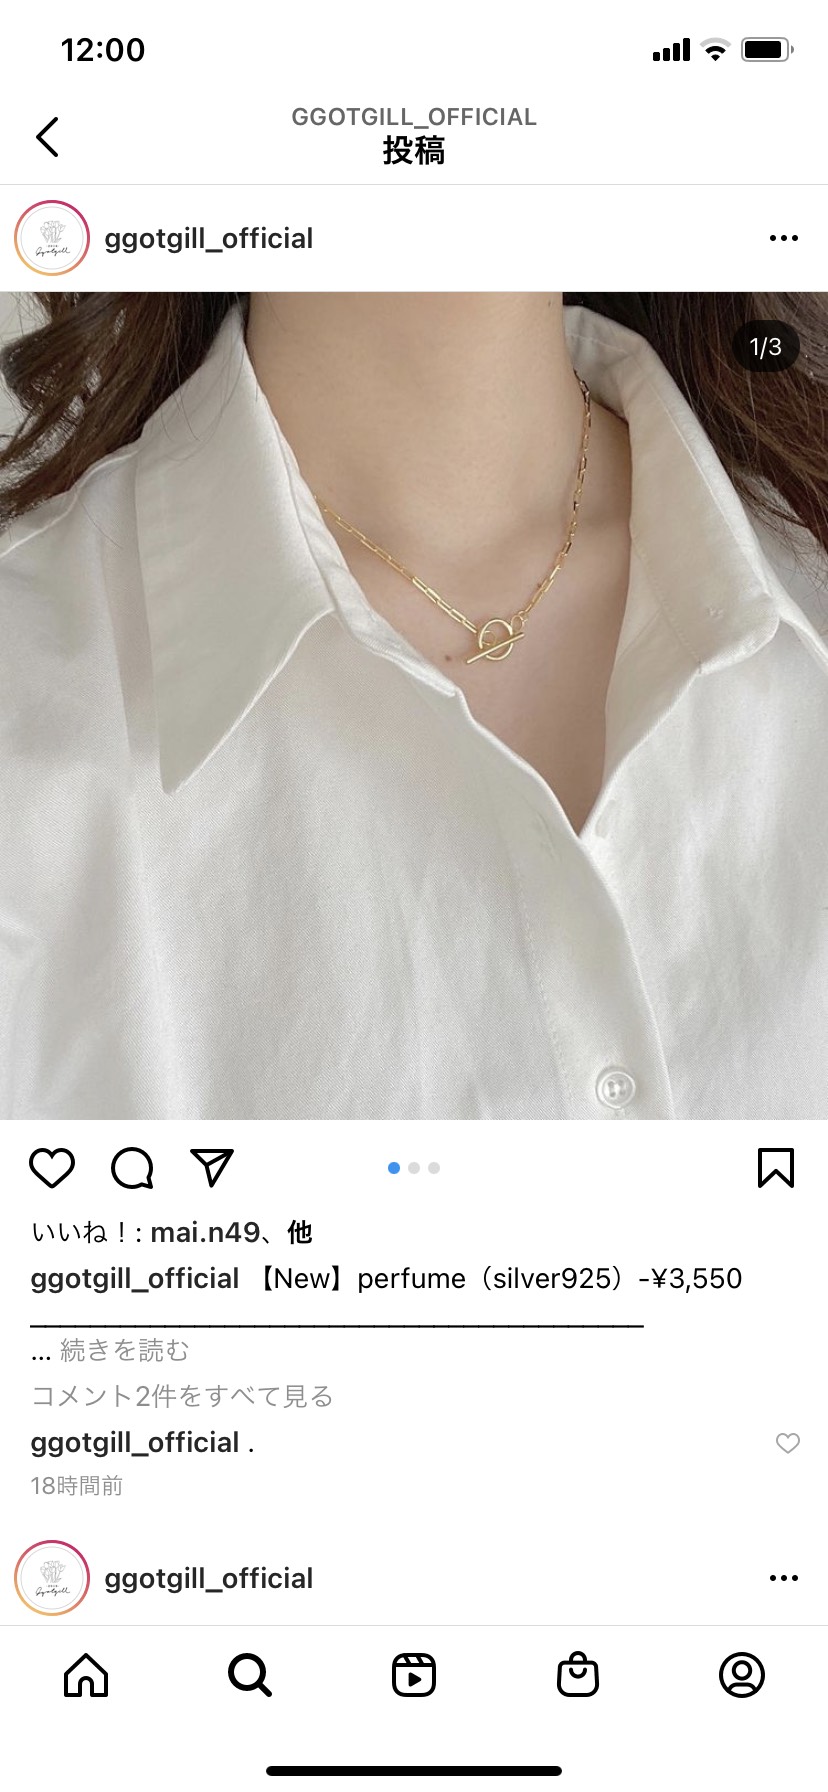 12:00
GGOTGILL_OFFICIAL
投稿
ggotgill_official
1/3
いいね！: mai.n49、他
ggotgill_official 【New】perfume（silver925）-¥3,550
... 続きを読む
コメント2件をすべて見る
ggotgill_official .
18時間前
ggotgill_official